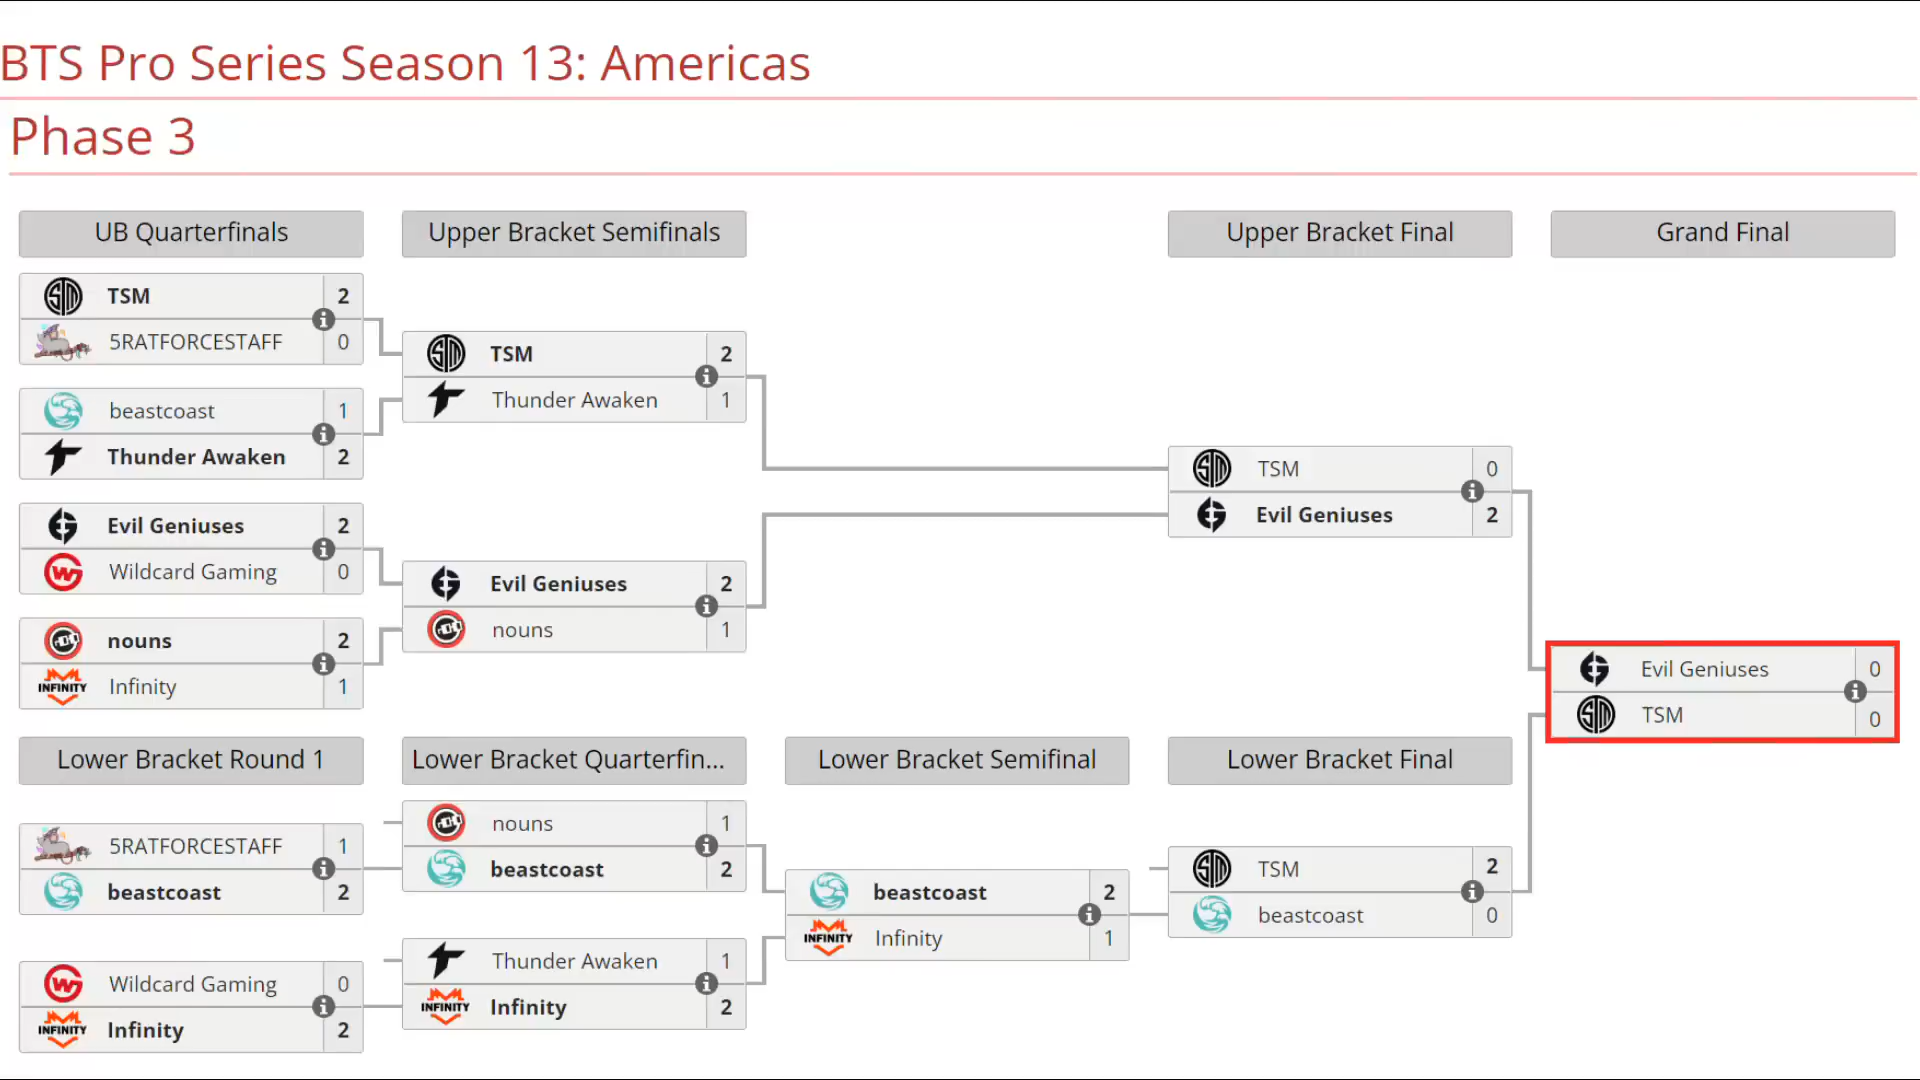 BTS Pro Series Season 13: Americas
Phase 3
UB Quarterfinals
Upper Bracket Semifinals
Upper Bracket Final
Grand Final
TSM 2
5RATFORCESTAFF 0
beastcoast 1
Thunder Awaken 2
Evil Geniuses 2
Wildcard Gaming 0
nouns 2
INFINITY Infinity 1
TSM 2
Thunder Awaken 1
Evil Geniuses 2
nouns 1
TSM 0
Evil Geniuses 2
Evil Geniuses 0
TSM 0
Lower Bracket Round 1
Lower Bracket Quarterfin...
Lower Bracket Semifinal
Lower Bracket Final
5RATFORCESTAFF 1
beastcoast 2
Wildcard Gaming 0
INFINITY Infinity 2
nouns 1
beastcoast 2
Thunder Awaken 1
INFINITY Infinity 2
beastcoast 2
INFINITY Infinity 1
TSM 2
beastcoast 0